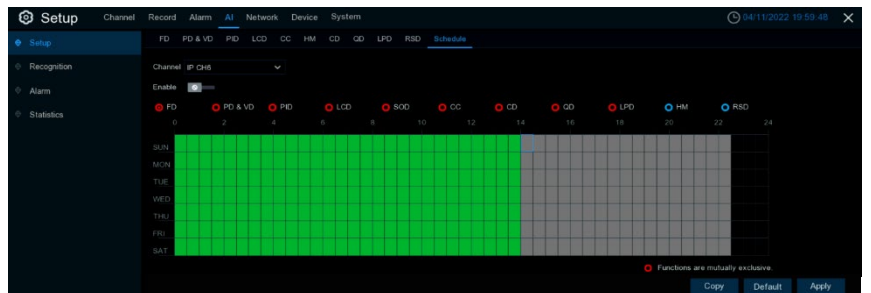 Setup Channel Record Alarm AI Network Device System 04/11/2022 19:59:48
Setup FD PD & VD PID LCD CC HM CD QD LPD RSD Schedule
Recognition Channel IP CH6
Alarm Enable
Statistics FD PD & VD PID LCD SOD CC CD QD LPD HM RSD
0 2 4 6 8 10 12 14 16 18 20 22 24
SUN
MON
TUE
WED
THU
FRI
SAT
Functions are mutually exclusive.
Copy Default Apply